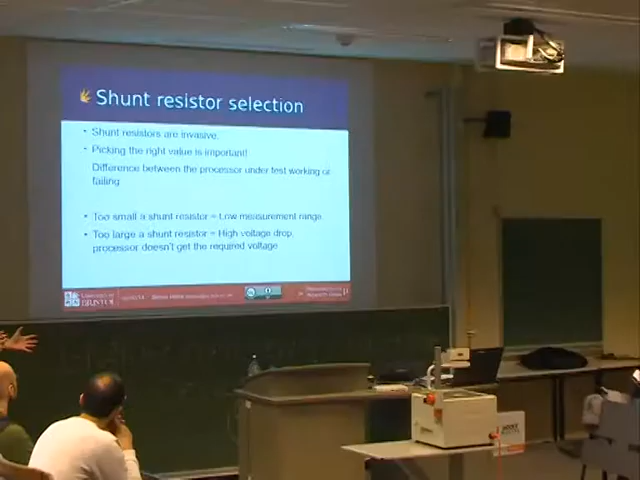 Shunt resistor selection
- Shunt resistors are invasive.
- Picking the right value is important!
Difference between the processor under test working or
failing
- Too small a shunt resistor = Low measurement range
- Too large a shunt resistor = High voltage drop,
processor doesn't get the required voltage
BRISTOL